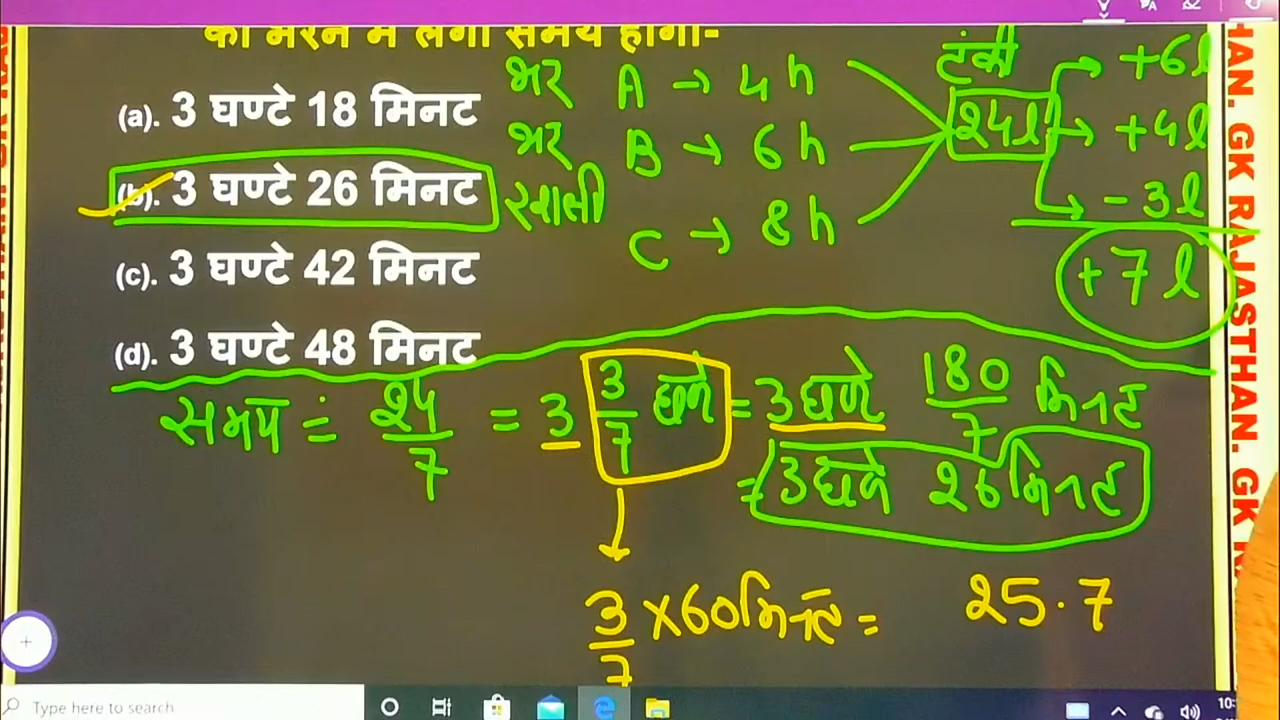 को भरने में लगा समय होगा-
(a). 3 घण्टे 18 मिनट
(b). 3 घण्टे 26 मिनट
(c). 3 घण्टे 42 मिनट
(d). 3 घण्टे 48 मिनट
भर A → 4 h
भर B → 6 h
खाली C → 8 h
टंकी
24l
→ +6l
→ +4l
→ -3l
+7 l
समय = 24/7 = 3 3/7 घण्टे = 3 घण्टे 180/7 मिनट
= 3 घण्टे 26 मिनट
3/7 ×60 मिनट = 25.7
HAN. GK RAJASTHAN. GK
Type here to search
10: